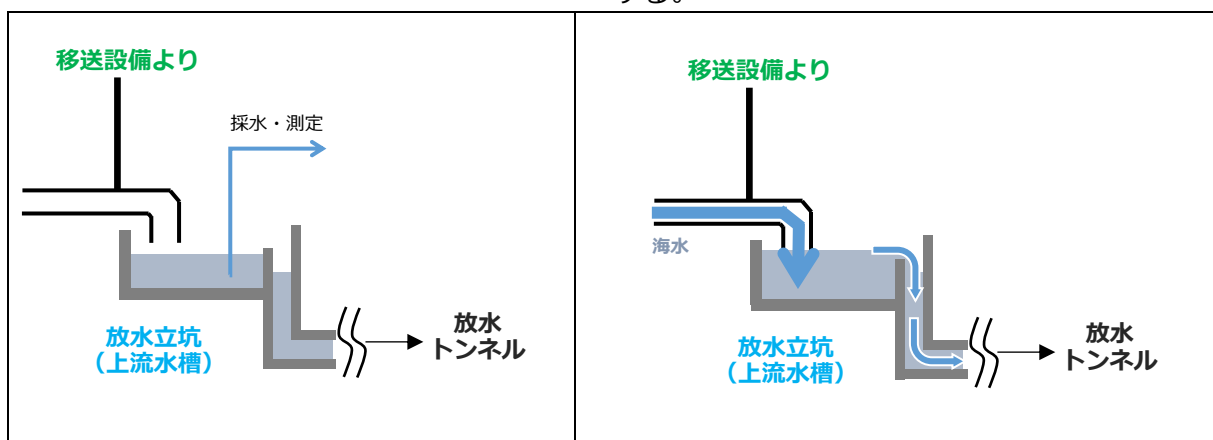 する。
移送設備より
採水・測定
放水立坑
（上流水槽）
放水
トンネル
移送設備より
海水
放水立坑
（上流水槽）
放水
トンネル